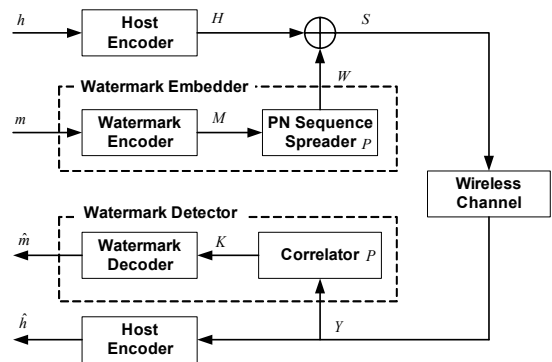 h
Host
Encoder
H
S
Watermark Embedder
W
m
Watermark
Encoder
M
PN Sequence
Spreader P
Wireless
Channel
Watermark Detector
m̂
Watermark
Decoder
K
Correlator P
ĥ
Host
Encoder
Y